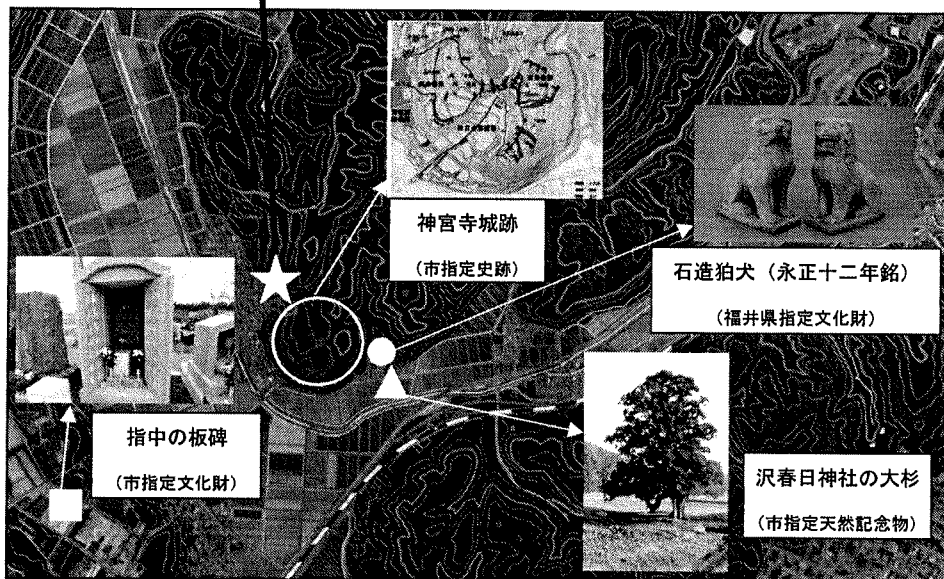 神宮寺城跡
(市指定史跡)
石造狛犬(永正十二年銘)
(福井県指定文化財)
指中の板碑
(市指定文化財)
沢春日神社の大杉
(市指定天然記念物)